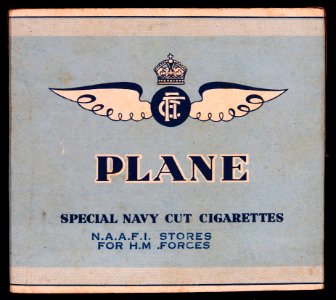 PLANE
SPECIAL NAVY CUT CIGARETTES
N.A.A.F.I. STORES
FOR H.M .FORCES